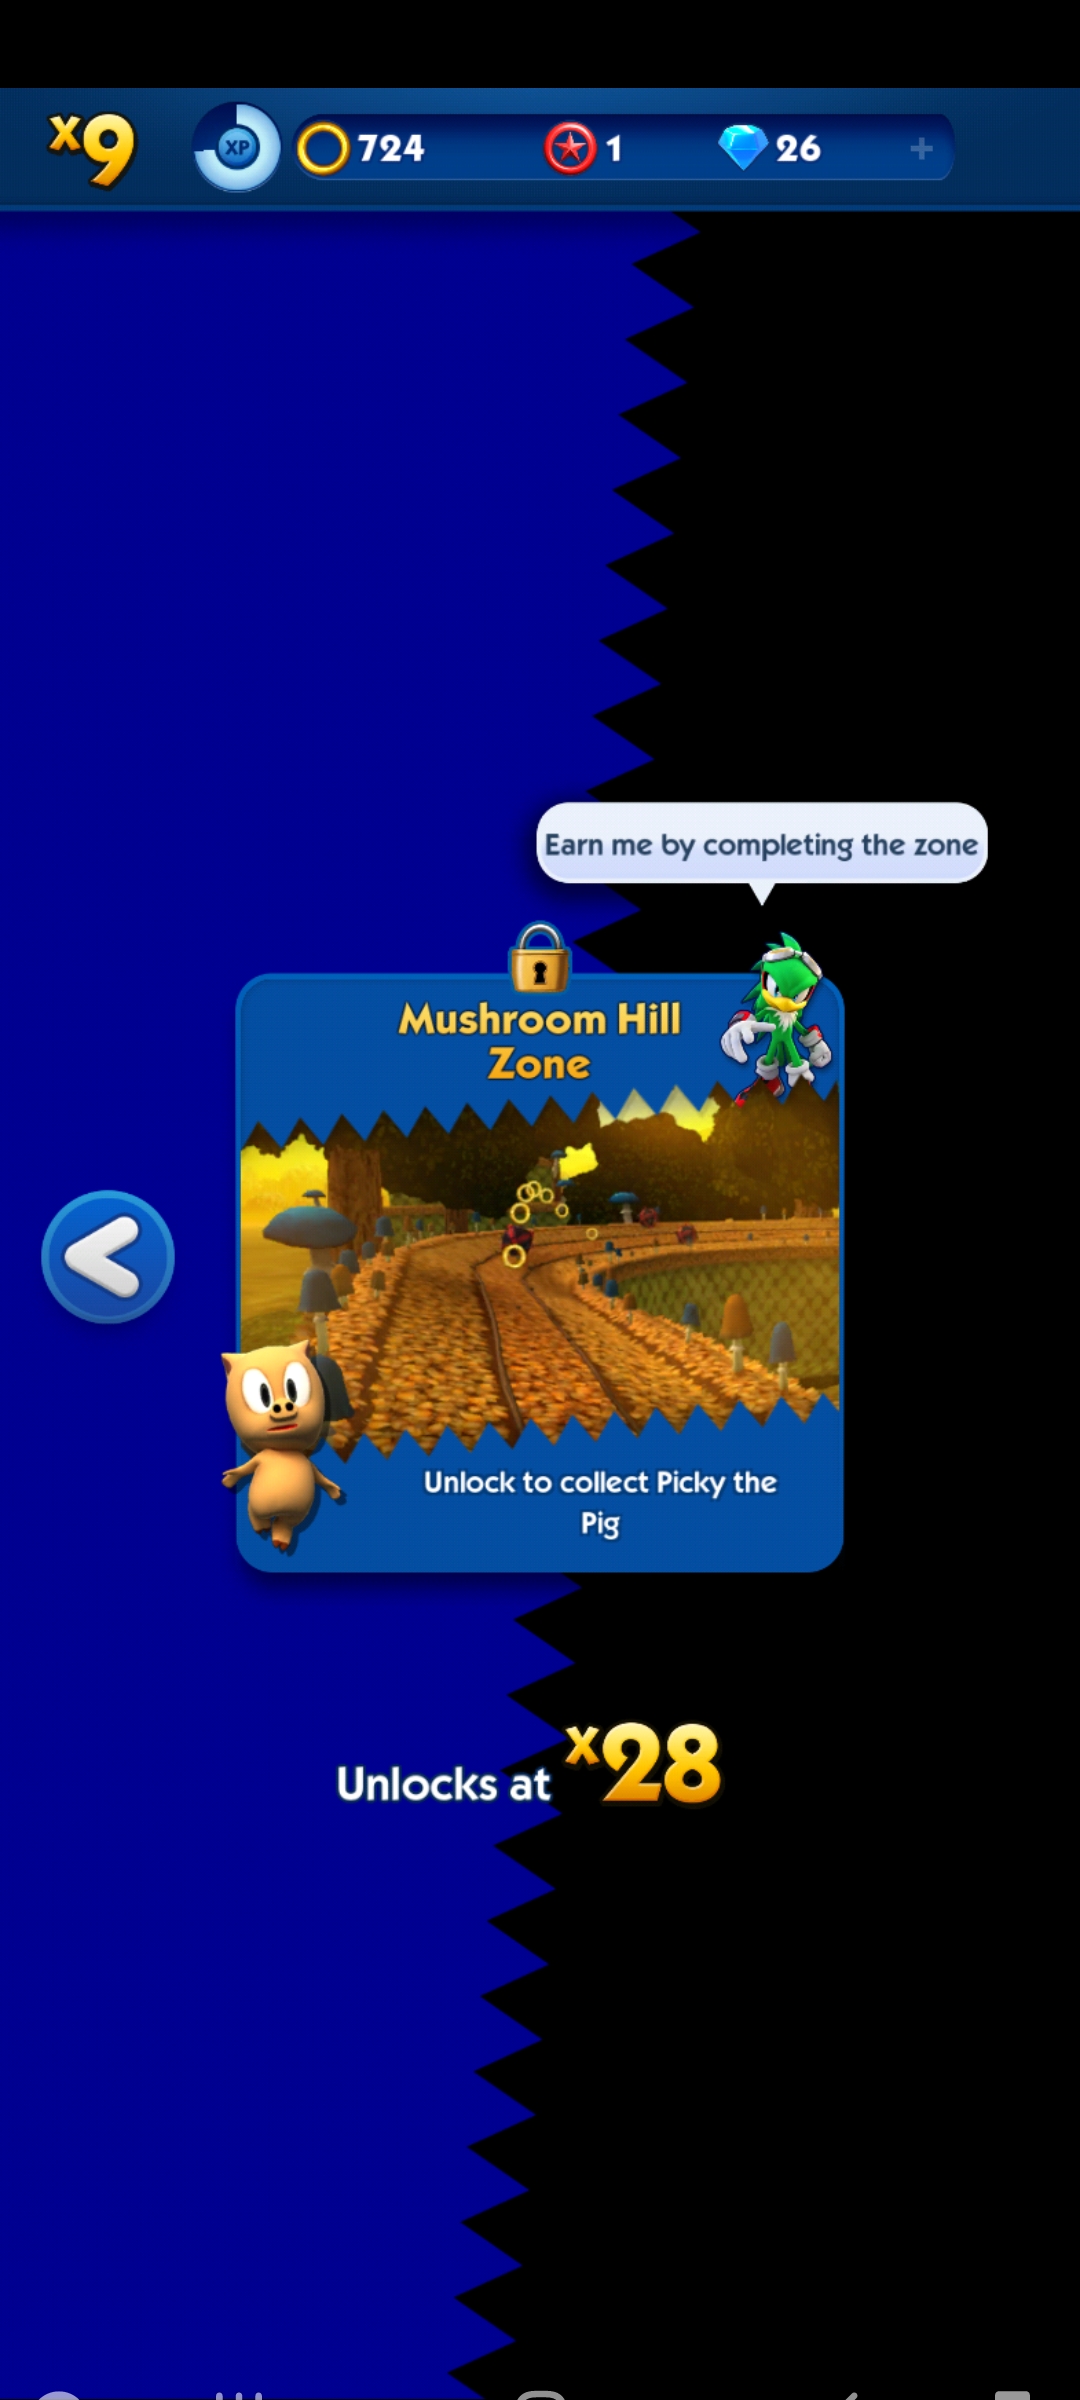 x9
XP
724
1
26
+
Earn me by completing the zone
Mushroom Hill
Zone
Unlock to collect Picky the
Pig
Unlocks at x28